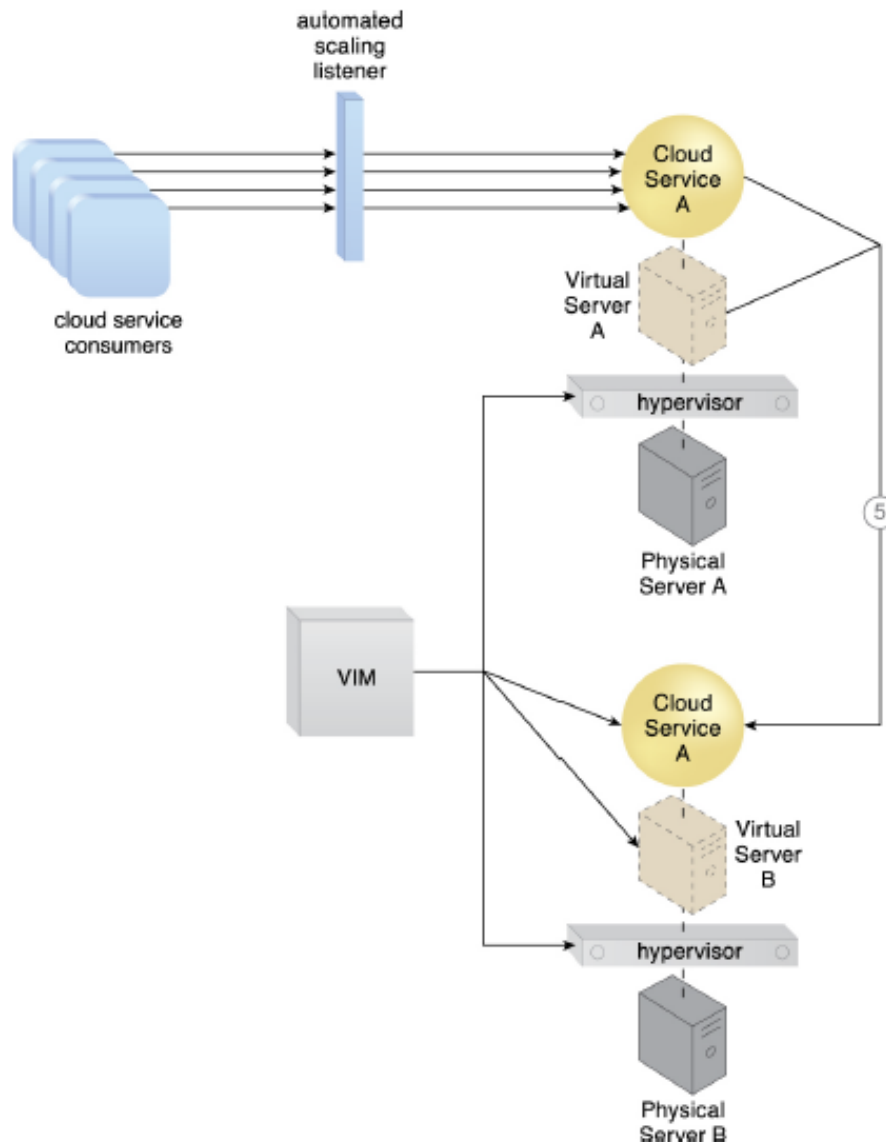 automated
scaling
listener
Cloud
Service
A
Virtual
Server
A
cloud service
consumers
hypervisor
5
Physical
Server A
VIM
Cloud
Service
A
Virtual
Server
B
hypervisor
Physical
Server B